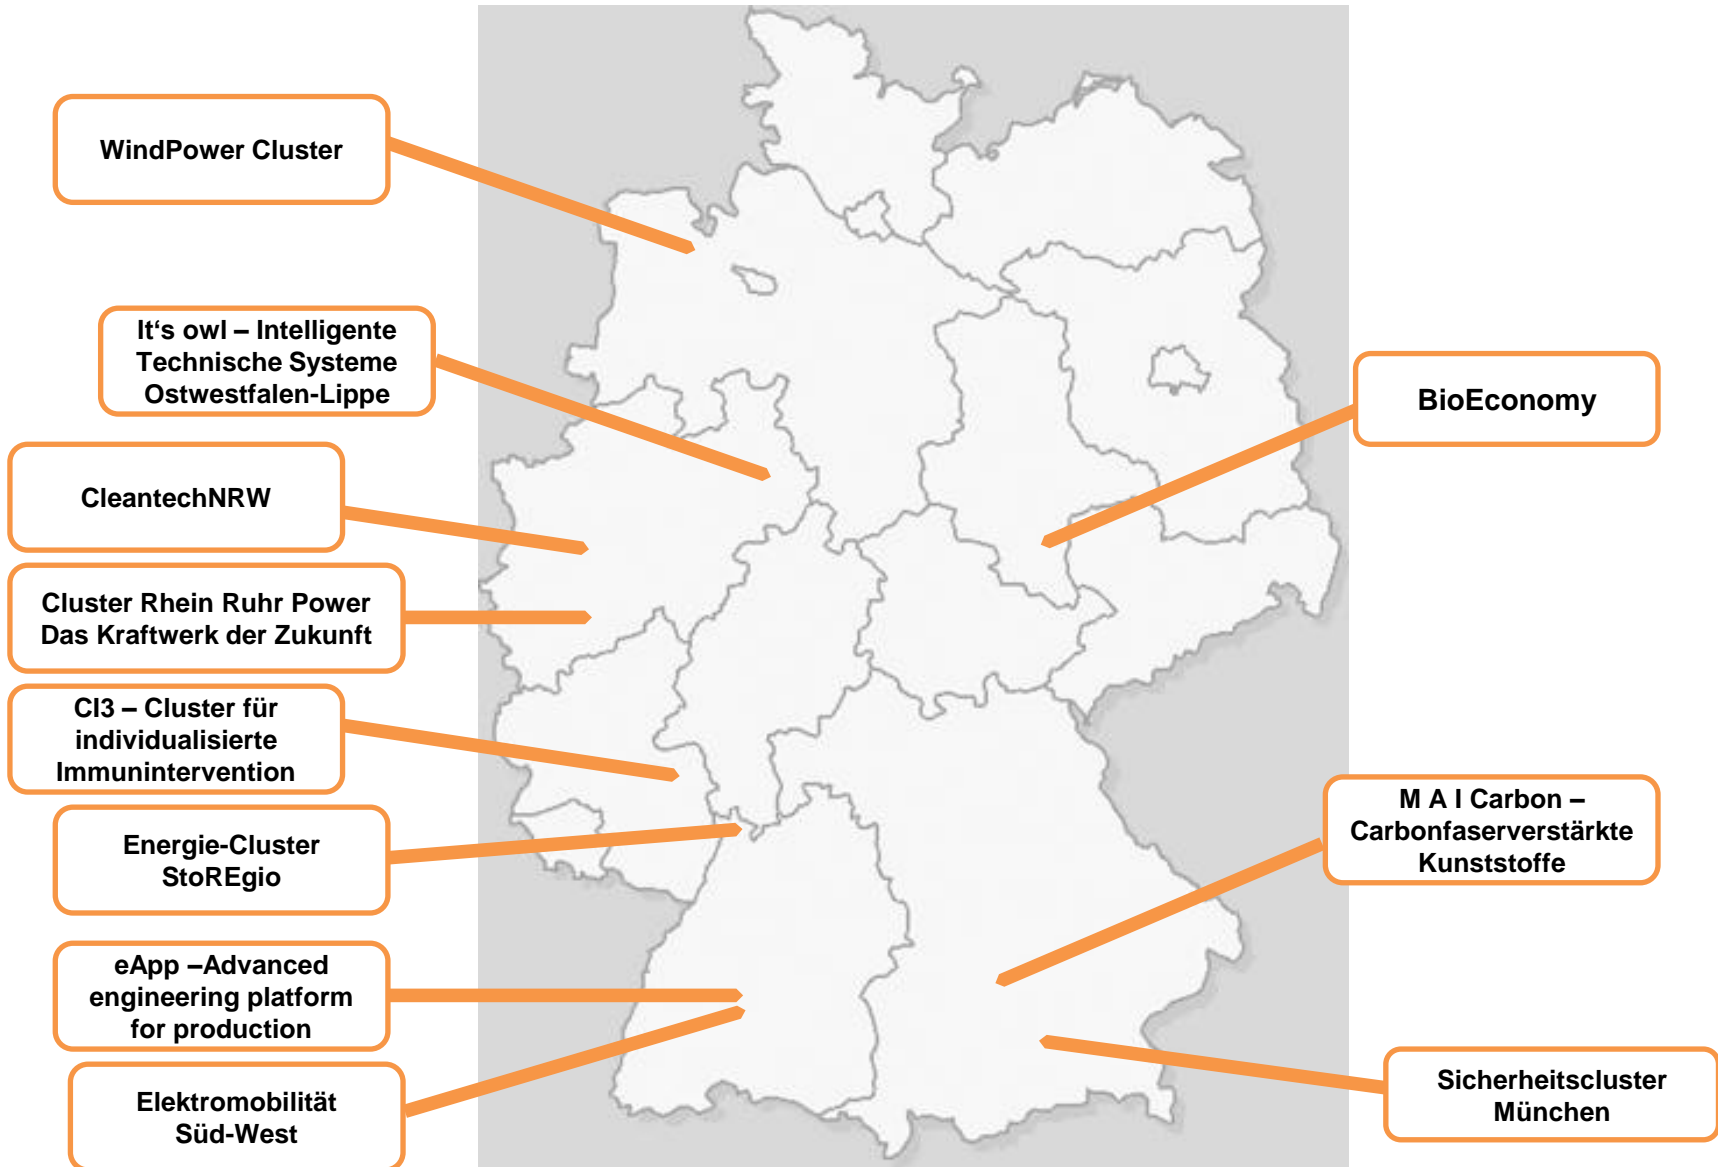 WindPower Cluster
It‘s owl – Intelligente
Technische Systeme
Ostwestfalen-Lippe
CleantechNRW
Cluster Rhein Ruhr Power
Das Kraftwerk der Zukunft
CI3 – Cluster für
individualisierte
Immunintervention
Energie-Cluster
StoREgio
eApp –Advanced
engineering platform
for production
Elektromobilität
Süd-West
BioEconomy
M A I Carbon –
Carbonfaserverstärkte
Kunststoffe
Sicherheitscluster
München